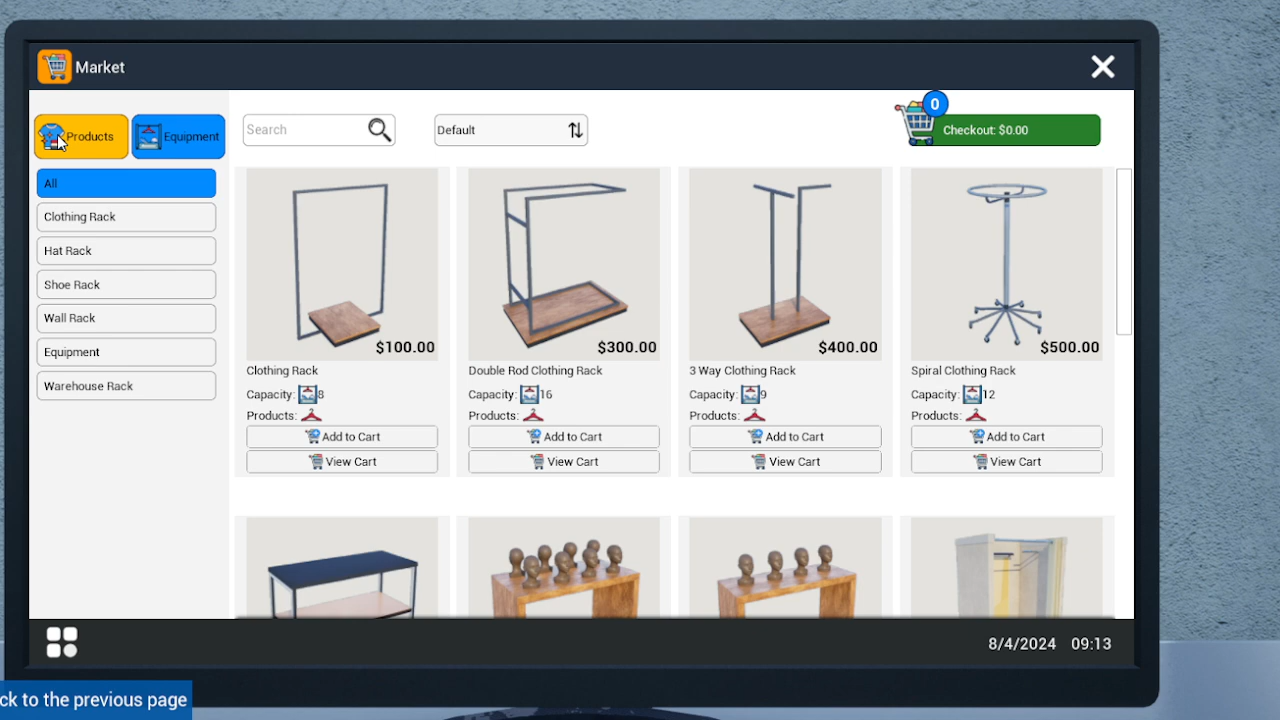 Market
Products
Equipment
Search
Default
0
Checkout: $0.00
All
Clothing Rack
Hat Rack
Shoe Rack
Wall Rack
Equipment
Warehouse Rack
$100.00
Clothing Rack
Capacity: 8
Products:
Add to Cart
View Cart
$300.00
Double Rod Clothing Rack
Capacity: 16
Products:
Add to Cart
View Cart
$400.00
3 Way Clothing Rack
Capacity: 9
Products:
Add to Cart
View Cart
$500.00
Spiral Clothing Rack
Capacity: 12
Products:
Add to Cart
View Cart
8/4/2024 09:13
ck to the previous page